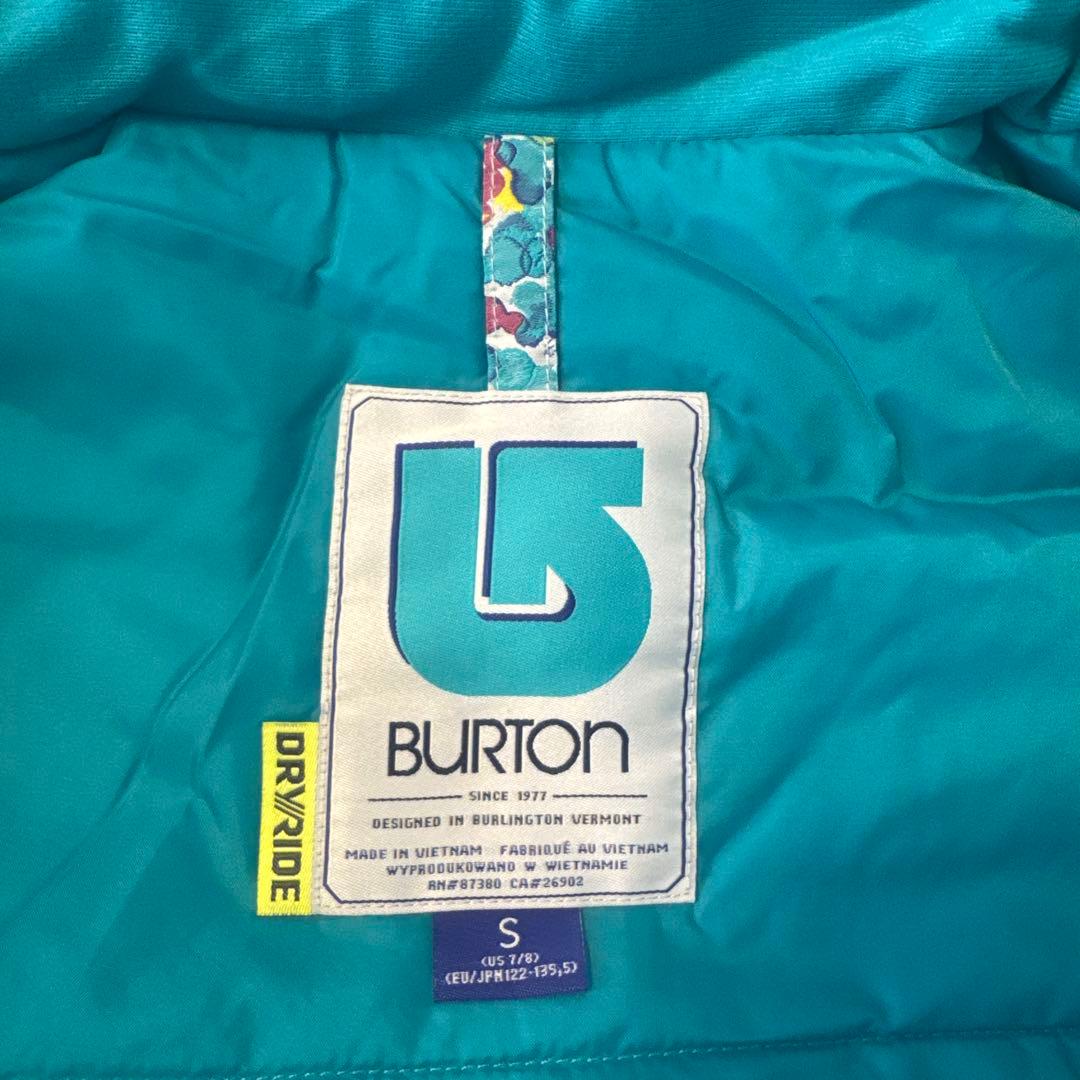 BURTON
SINCE 1977
DESIGNED IN BURLINGTON VERMONT
MADE IN VIETNAM FABRIQUÉ AU VIETNAM
WYPRODUKOWANO W WIETNAMIE
RN#87380 CA#26902
DRY//RIDE
S
(US 7/8)
(EU/JPN122-139,5)